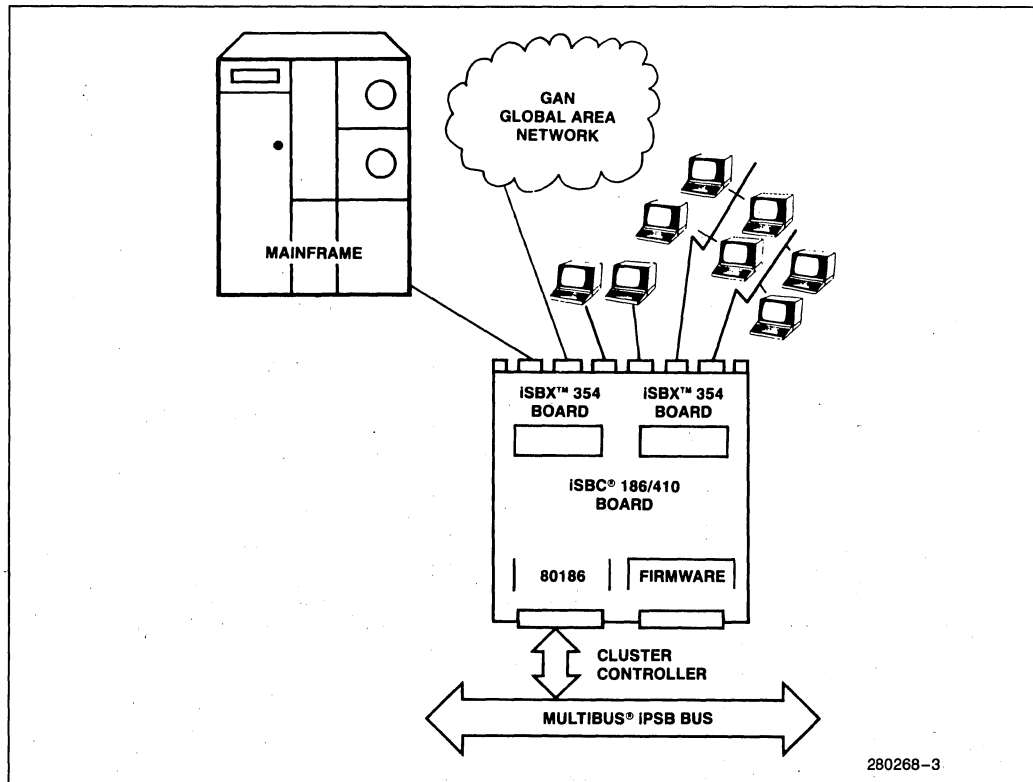 GAN
GLOBAL AREA
NETWORK
MAINFRAME
iSBX™ 354
BOARD
iSBX™ 354
BOARD
iSBC® 186/410
BOARD
80186
FIRMWARE
CLUSTER
CONTROLLER
MULTIBUS® iPSB BUS
280268-3